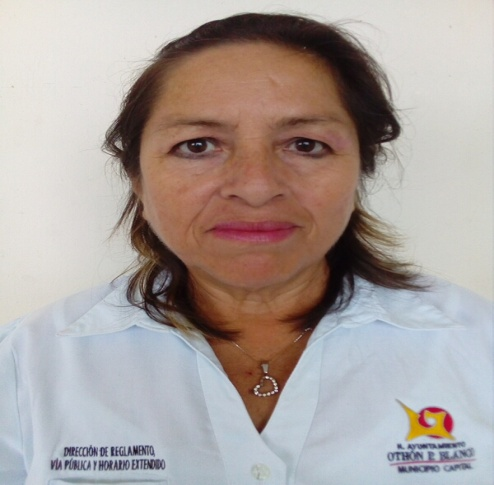 DIRECCIÓN DE REGLAMENTO,
VÍA PÚBLICA Y HORARIO EXTENDIDO
H. AYUNTAMIENTO
OTHÓN P. BLANCO
MUNICIPIO CAPITAL